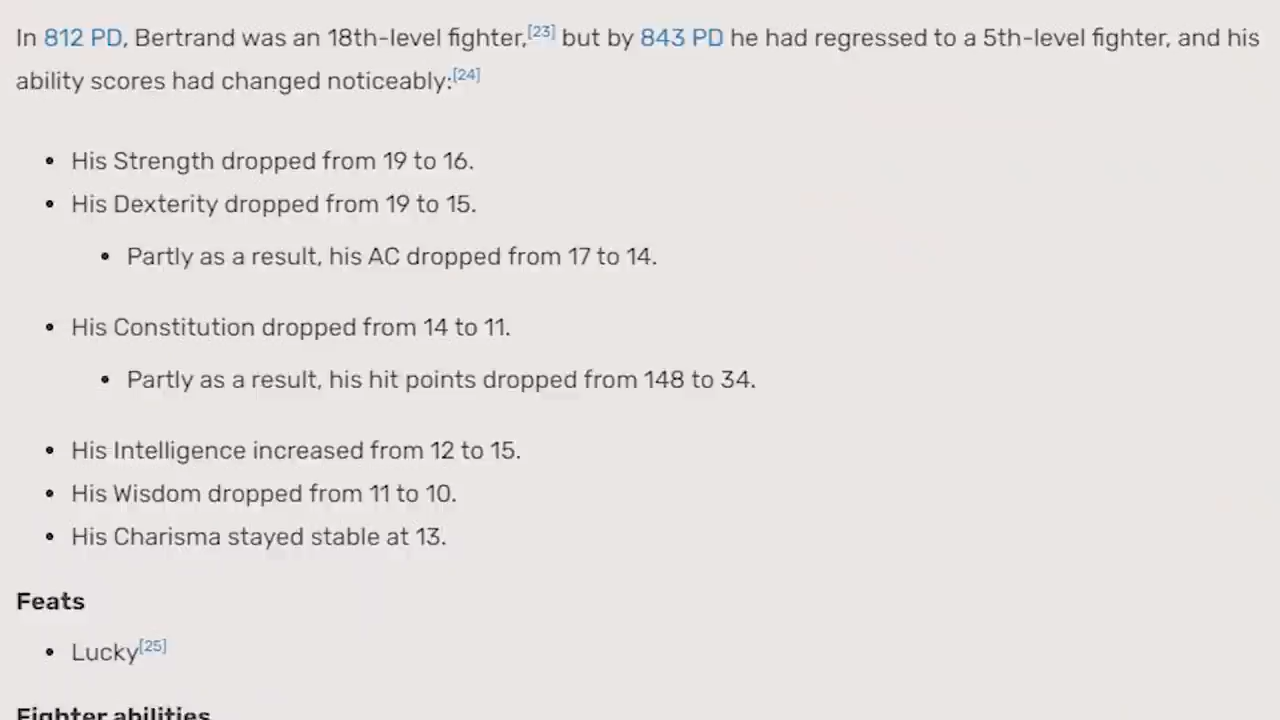 In 812 PD, Bertrand was an 18th-level fighter,[23] but by 843 PD he had regressed to a 5th-level fighter, and his
ability scores had changed noticeably:[24]
• His Strength dropped from 19 to 16.
• His Dexterity dropped from 19 to 15.
• Partly as a result, his AC dropped from 17 to 14.
• His Constitution dropped from 14 to 11.
• Partly as a result, his hit points dropped from 148 to 34.
• His Intelligence increased from 12 to 15.
• His Wisdom dropped from 11 to 10.
• His Charisma stayed stable at 13.
Feats
• Lucky[25]
Fighter abilities